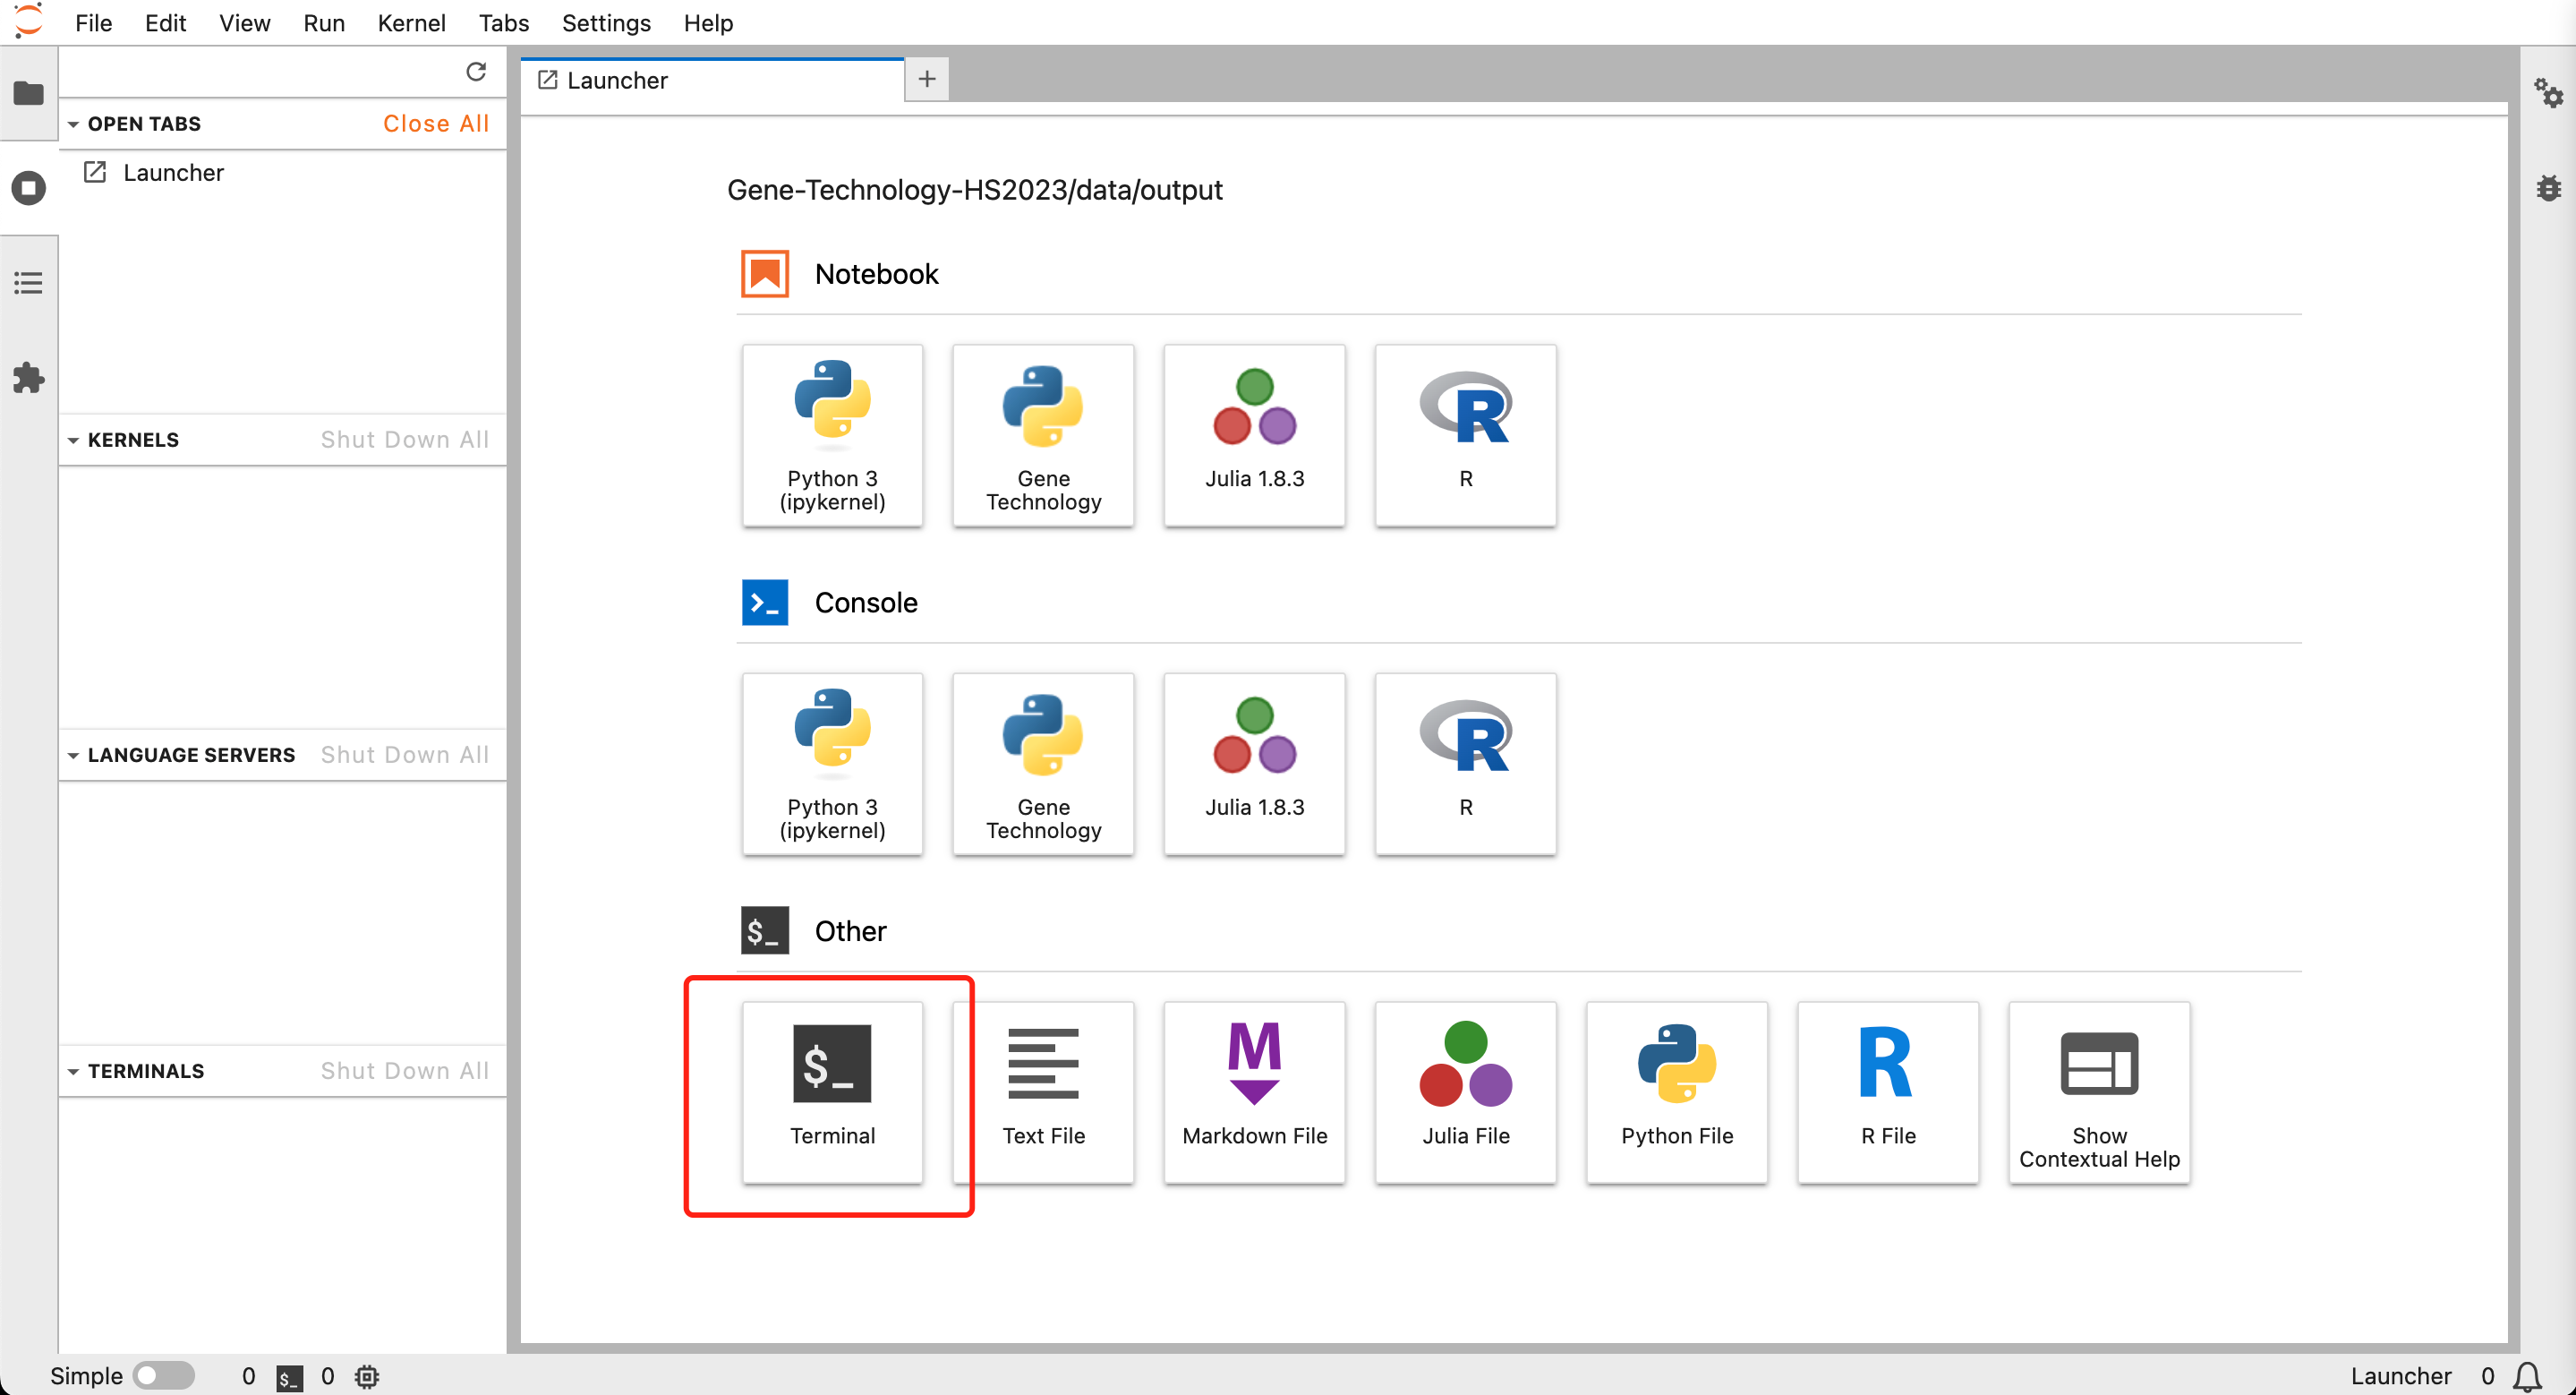 File Edit View Run Kernel Tabs Settings Help
OPEN TABS Close All
Launcher
KERNELS Shut Down All
LANGUAGE SERVERS Shut Down All
TERMINALS Shut Down All
Launcher
Gene-Technology-HS2023/data/output
Notebook
Python 3
(ipykernel)
Gene
Technology
Julia 1.8.3
R
>_ Console
Python 3
(ipykernel)
Gene
Technology
Julia 1.8.3
R
$_ Other
$_
Terminal
Text File
M
Markdown File
Julia File
Python File
R
R File
Show
Contextual Help
Simple 0 $_ 0
Launcher 0